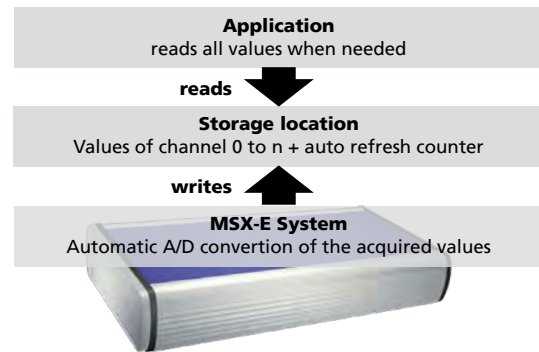 Application
reads all values when needed
reads
Storage location
Values of channel 0 to n + auto refresh counter
writes
MSX-E System
Automatic A/D convertion of the acquired values